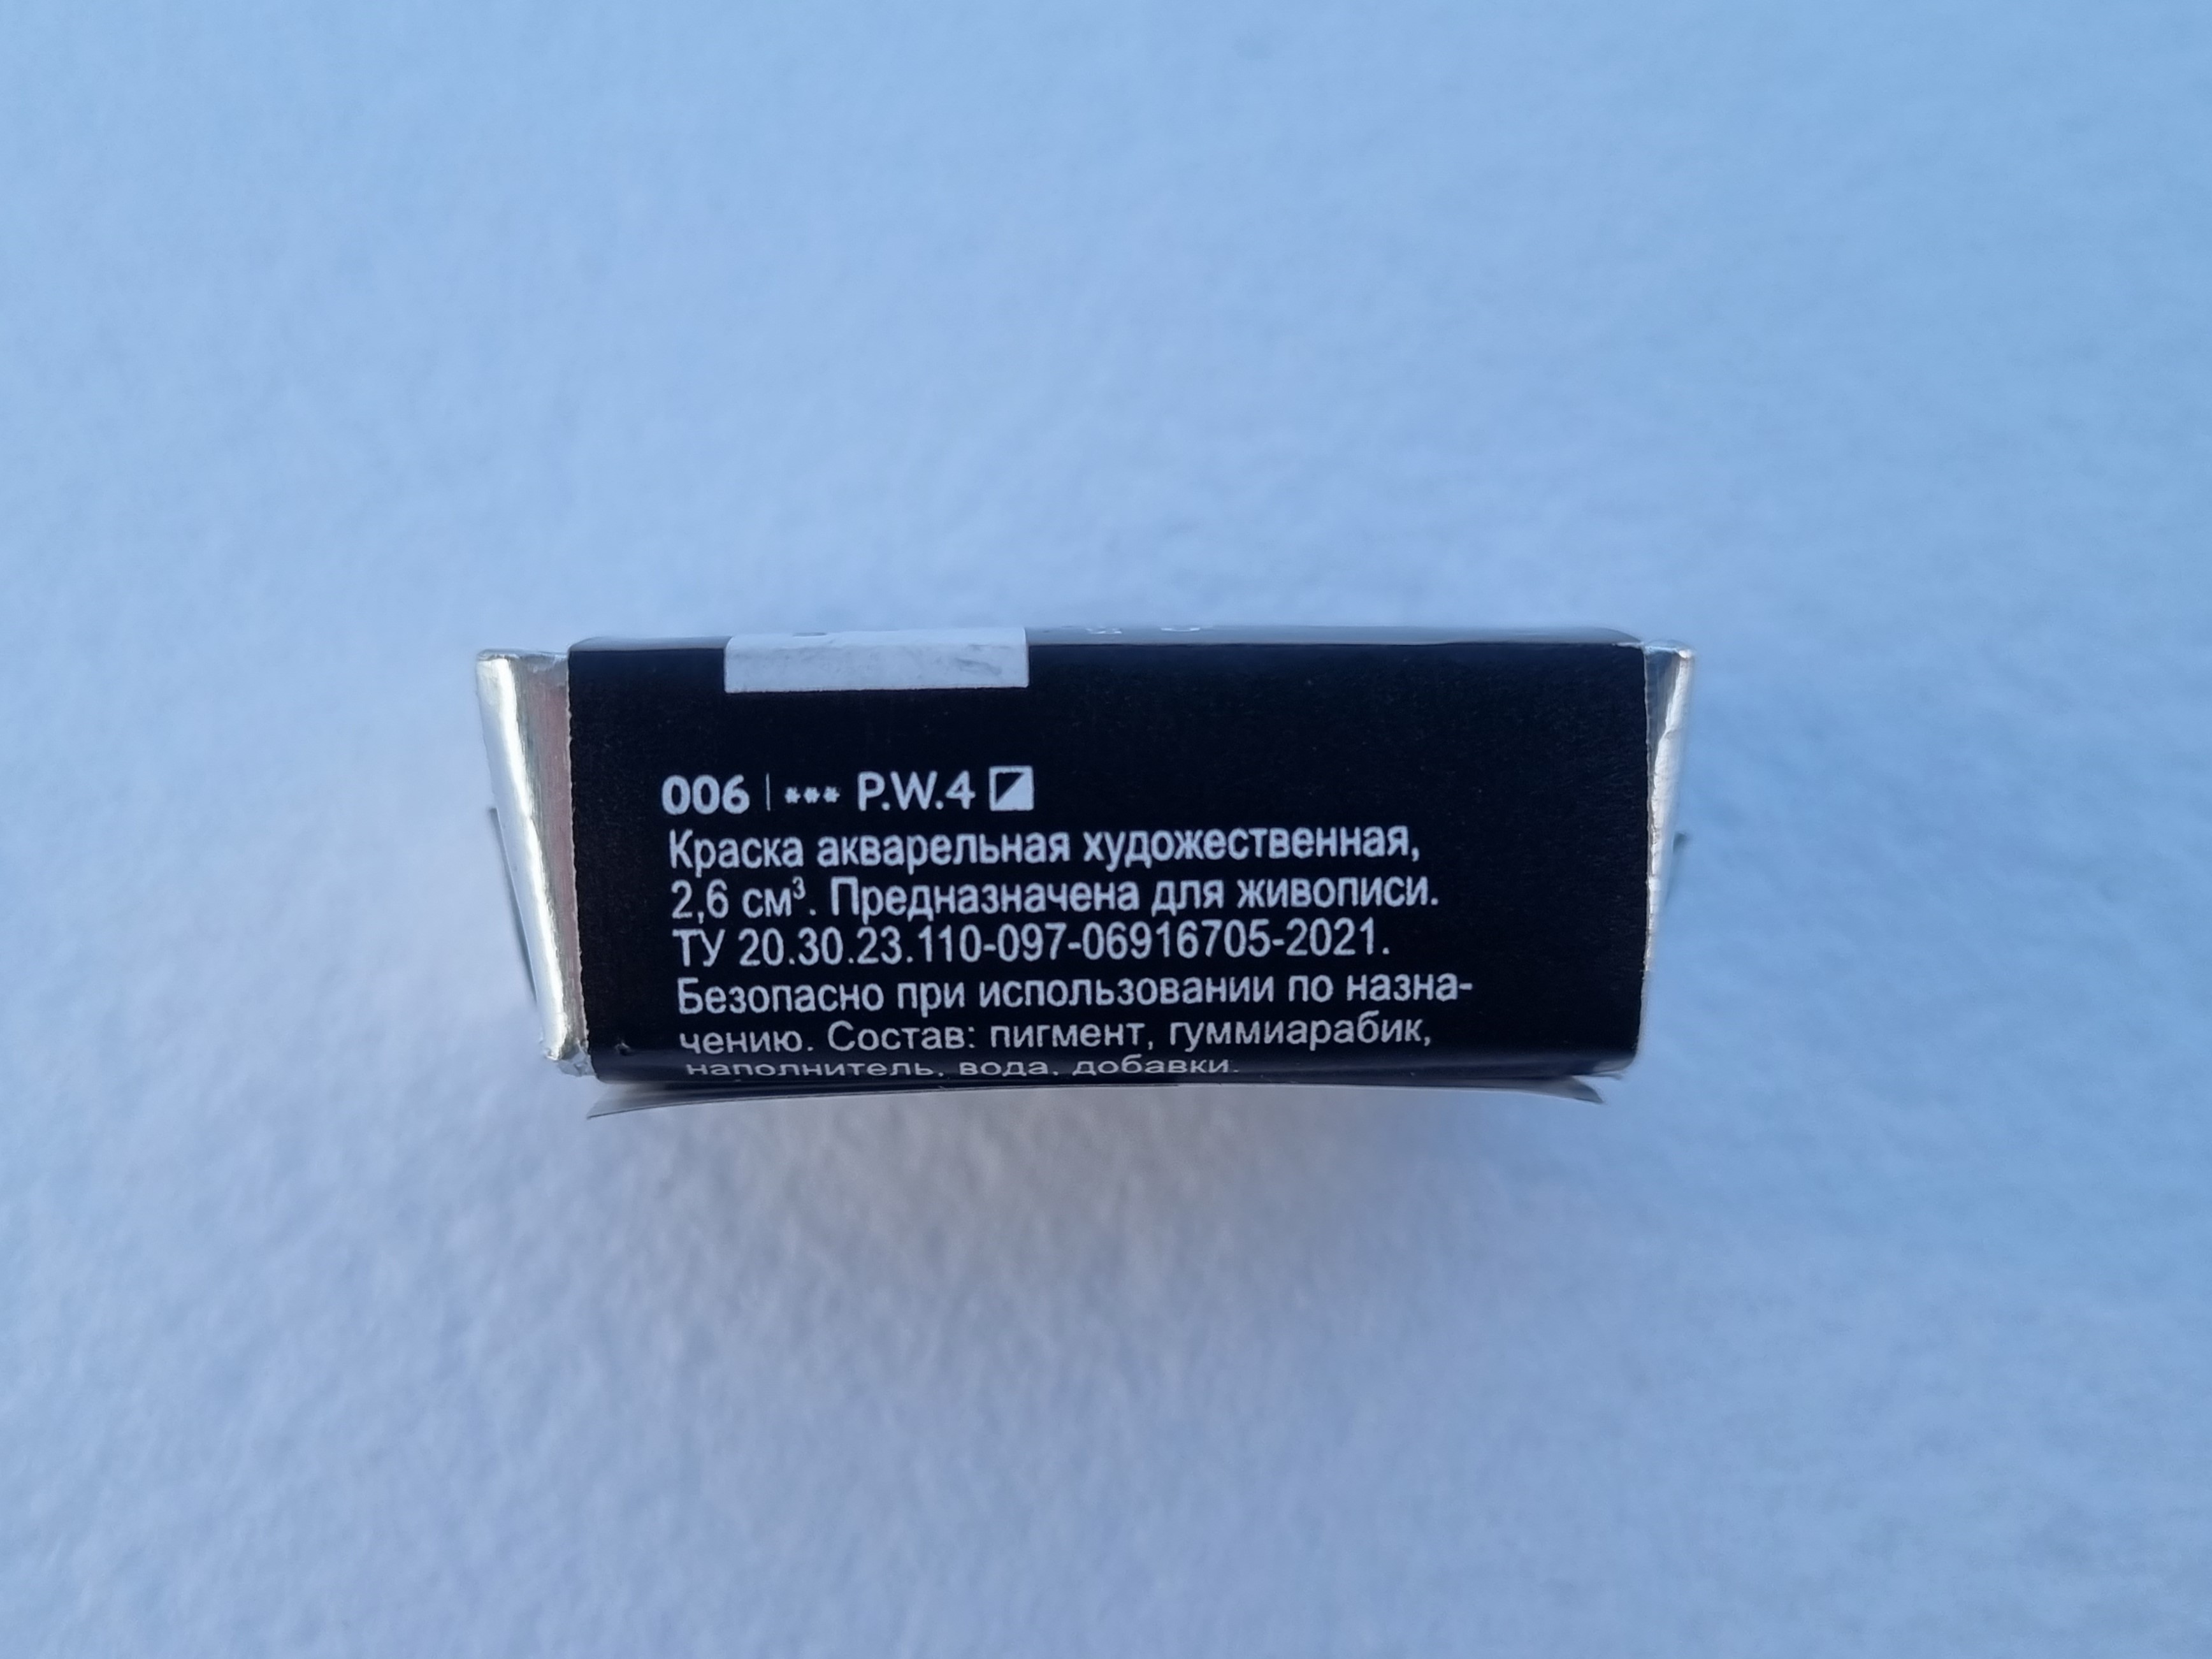 006 | *** P.W.4
Краска акварельная художественная,
2,6 см³. Предназначена для живописи.
ТУ 20.30.23.110-097-06916705-2021.
Безопасно при использовании по назна-
чению. Состав: пигмент, гуммиарабик,
наполнитель, вода, добавки.